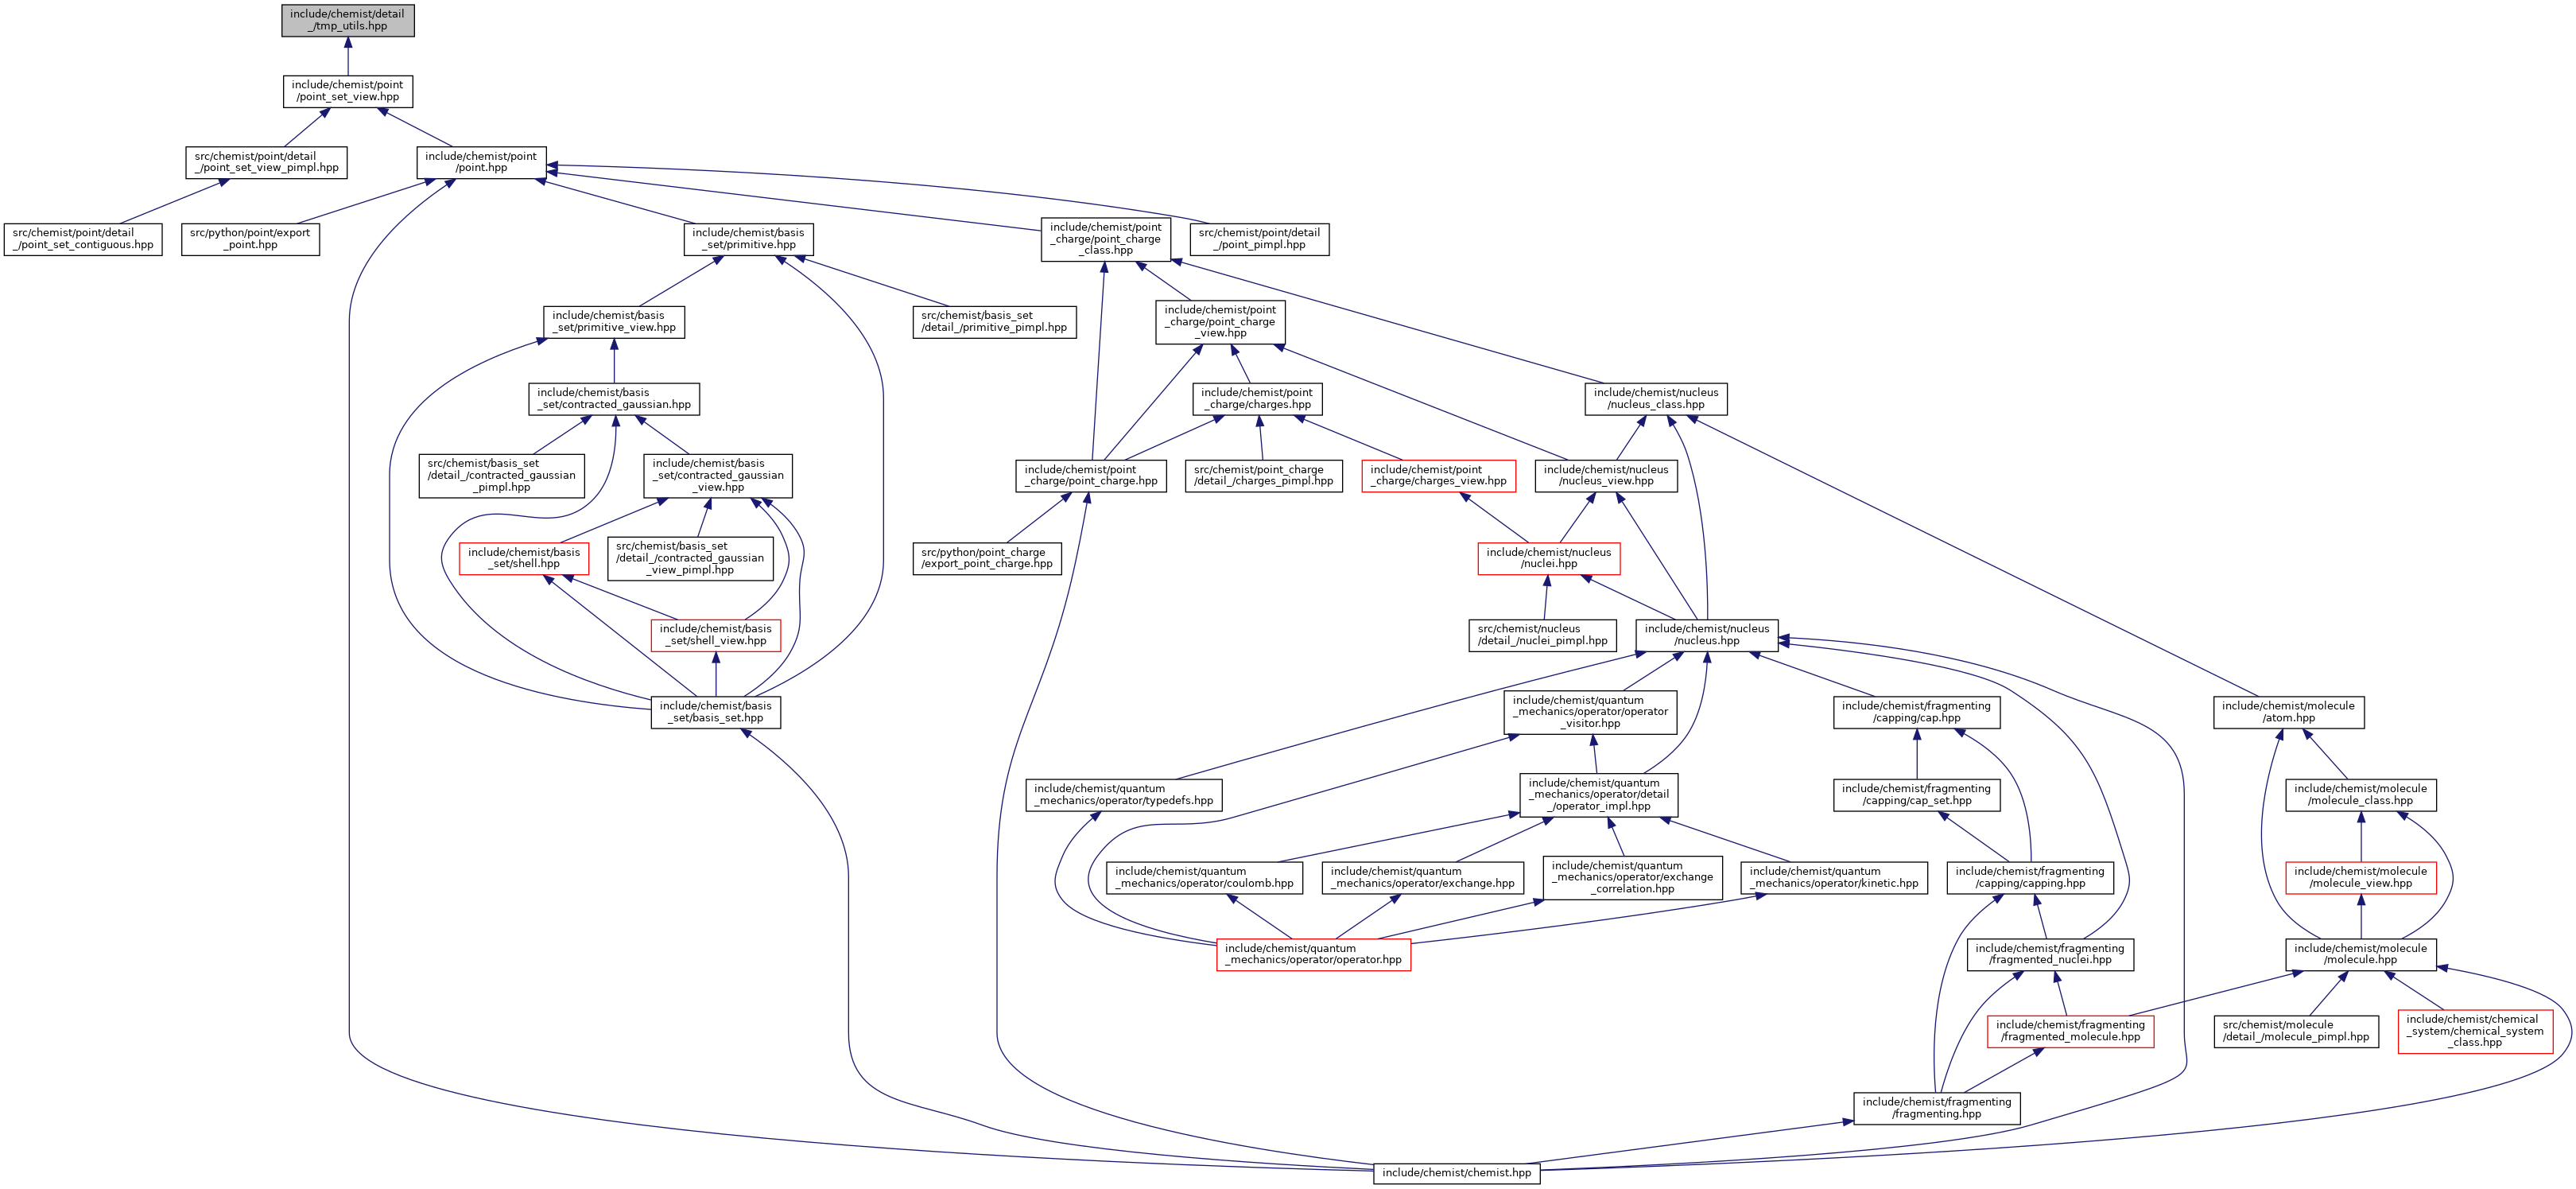 include/chemist/detail
_/tmp_utils.hpp
include/chemist/point
/point_set_view.hpp
src/chemist/point/detail
_/point_set_view_pimpl.hpp
include/chemist/point
/point.hpp
src/chemist/point/detail
_/point_set_contiguous.hpp
src/python/point/export
_point.hpp
include/chemist/basis
_set/primitive.hpp
include/chemist/point
_charge/point_charge
_class.hpp
src/chemist/point/detail
_/point_pimpl.hpp
include/chemist/basis
_set/primitive_view.hpp
src/chemist/basis_set
/detail_/primitive_pimpl.hpp
include/chemist/point
_charge/point_charge
_view.hpp
include/chemist/basis
_set/contracted_gaussian.hpp
include/chemist/point
_charge/charges.hpp
include/chemist/nucleus
/nucleus_class.hpp
src/chemist/basis_set
/detail_/contracted_gaussian
_pimpl.hpp
include/chemist/basis
_set/contracted_gaussian
_view.hpp
include/chemist/point
_charge/point_charge.hpp
src/chemist/point_charge
/detail_/charges_pimpl.hpp
include/chemist/point
_charge/charges_view.hpp
include/chemist/nucleus
/nucleus_view.hpp
include/chemist/basis
_set/shell.hpp
src/chemist/basis_set
/detail_/contracted_gaussian
_view_pimpl.hpp
src/python/point_charge
/export_point_charge.hpp
include/chemist/nucleus
/nuclei.hpp
include/chemist/basis
_set/shell_view.hpp
src/chemist/nucleus
/detail_/nuclei_pimpl.hpp
include/chemist/nucleus
/nucleus.hpp
include/chemist/basis
_set/basis_set.hpp
include/chemist/quantum
_mechanics/operator/operator
_visitor.hpp
include/chemist/fragmenting
/capping/cap.hpp
include/chemist/molecule
/atom.hpp
include/chemist/quantum
_mechanics/operator/typedefs.hpp
include/chemist/quantum
_mechanics/operator/detail
_/operator_impl.hpp
include/chemist/fragmenting
/capping/cap_set.hpp
include/chemist/molecule
/molecule_class.hpp
include/chemist/quantum
_mechanics/operator/coulomb.hpp
include/chemist/quantum
_mechanics/operator/exchange.hpp
include/chemist/quantum
_mechanics/operator/exchange
_correlation.hpp
include/chemist/quantum
_mechanics/operator/kinetic.hpp
include/chemist/fragmenting
/capping/capping.hpp
include/chemist/molecule
/molecule_view.hpp
include/chemist/quantum
_mechanics/operator/operator.hpp
include/chemist/fragmenting
/fragmented_nuclei.hpp
include/chemist/molecule
/molecule.hpp
include/chemist/fragmenting
/fragmented_molecule.hpp
src/chemist/molecule
/detail_/molecule_pimpl.hpp
include/chemist/chemical
_system/chemical_system
_class.hpp
include/chemist/fragmenting
/fragmenting.hpp
include/chemist/chemist.hpp